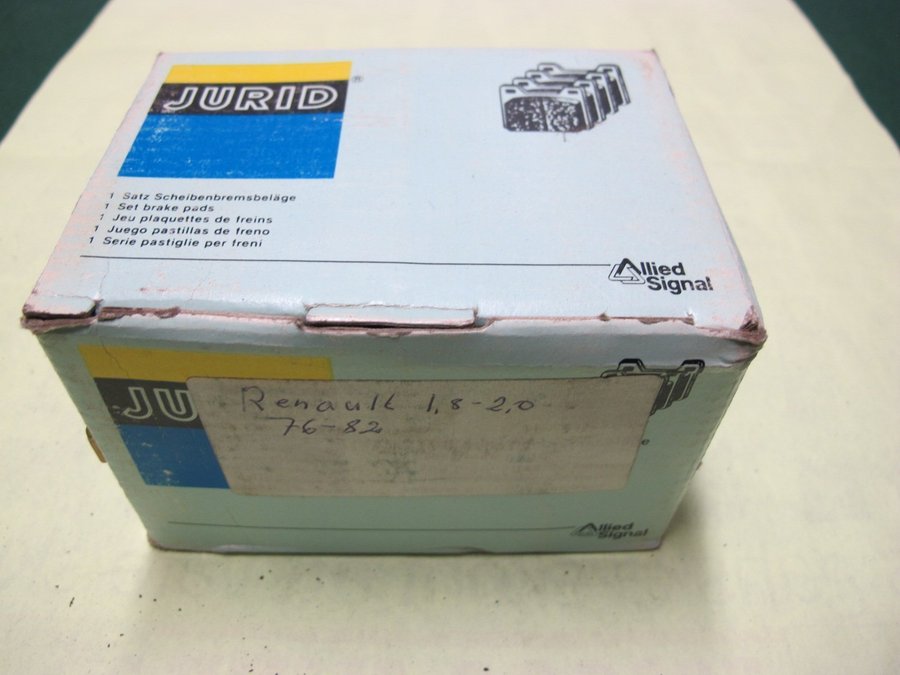 JURID®
1 Satz Scheibenbremsbeläge
1 Set brake pads
1 Jeu plaquettes de freins
1 Juego pastillas de freno
1 Serie pastiglie per freni
Allied
Signal
JU
Renault 1,8-2,0
76-82
e
Allied
Signal